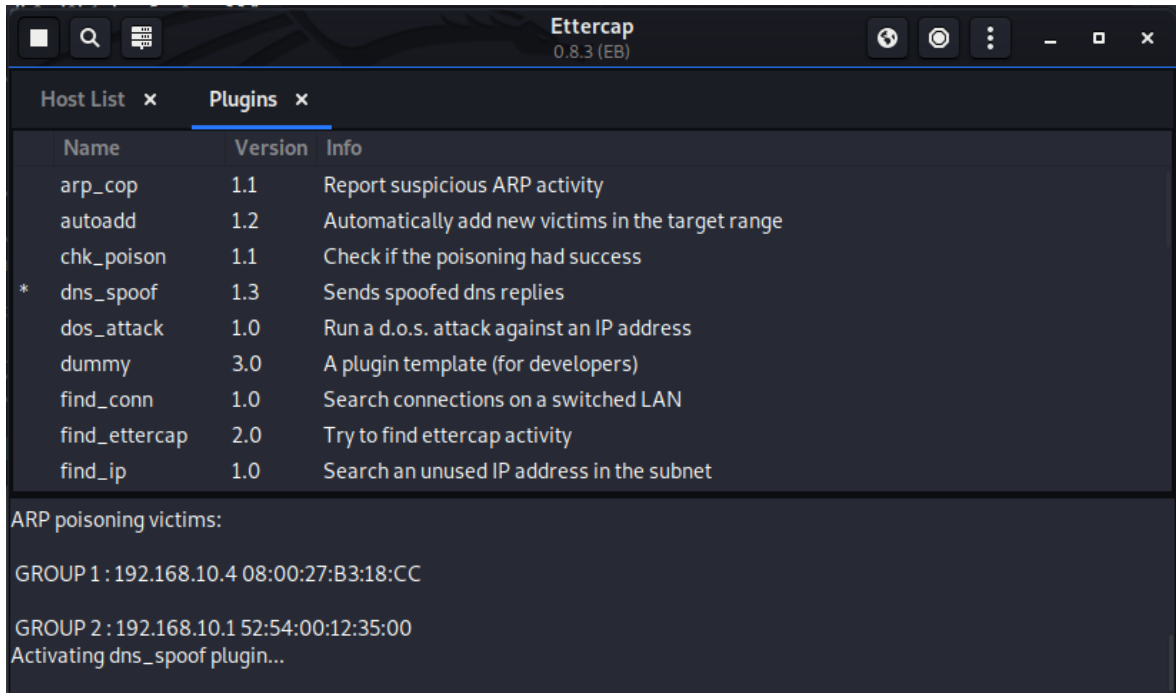 Ettercap
0.8.3 (EB)
Host List × Plugins ×
Name Version Info
arp_cop 1.1 Report suspicious ARP activity
autoadd 1.2 Automatically add new victims in the target range
chk_poison 1.1 Check if the poisoning had success
* dns_spoof 1.3 Sends spoofed dns replies
dos_attack 1.0 Run a d.o.s. attack against an IP address
dummy 3.0 A plugin template (for developers)
find_conn 1.0 Search connections on a switched LAN
find_ettercap 2.0 Try to find ettercap activity
find_ip 1.0 Search an unused IP address in the subnet
ARP poisoning victims:
GROUP 1 : 192.168.10.4 08:00:27:B3:18:CC
GROUP 2 : 192.168.10.1 52:54:00:12:35:00
Activating dns_spoof plugin...